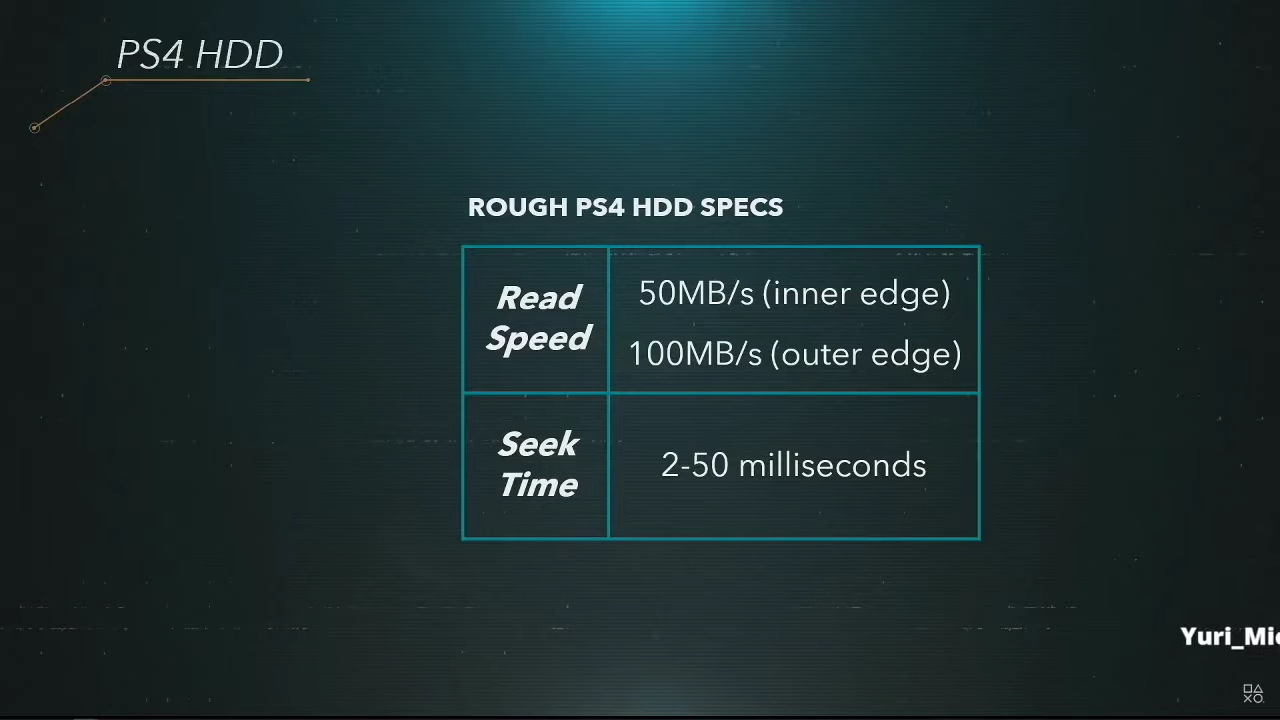 PS4 HDD
ROUGH PS4 HDD SPECS
Read
Speed
50MB/s (inner edge)
100MB/s (outer edge)
Seek
Time
2-50 milliseconds